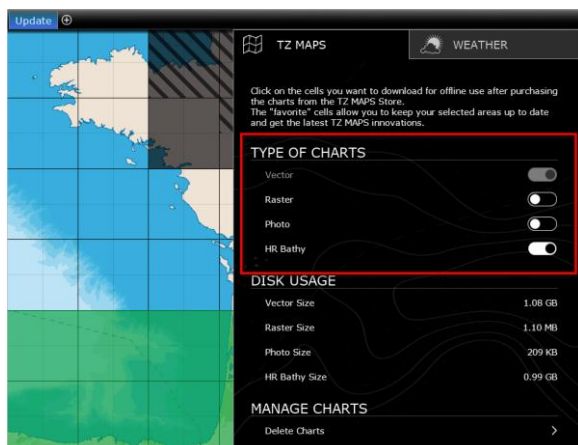 Update
TZ MAPS
WEATHER
Click on the cells you want to download for offline use after purchasing
the charts from the TZ MAPS Store.
The "favorite" cells allow you to keep your selected areas up to date
and get the latest TZ MAPS innovations.
TYPE OF CHARTS
Vector
Raster
Photo
HR Bathy
DISK USAGE
Vector Size 1.08 GB
Raster Size 1.10 MB
Photo Size 209 KB
HR Bathy Size 0.99 GB
MANAGE CHARTS
Delete Charts